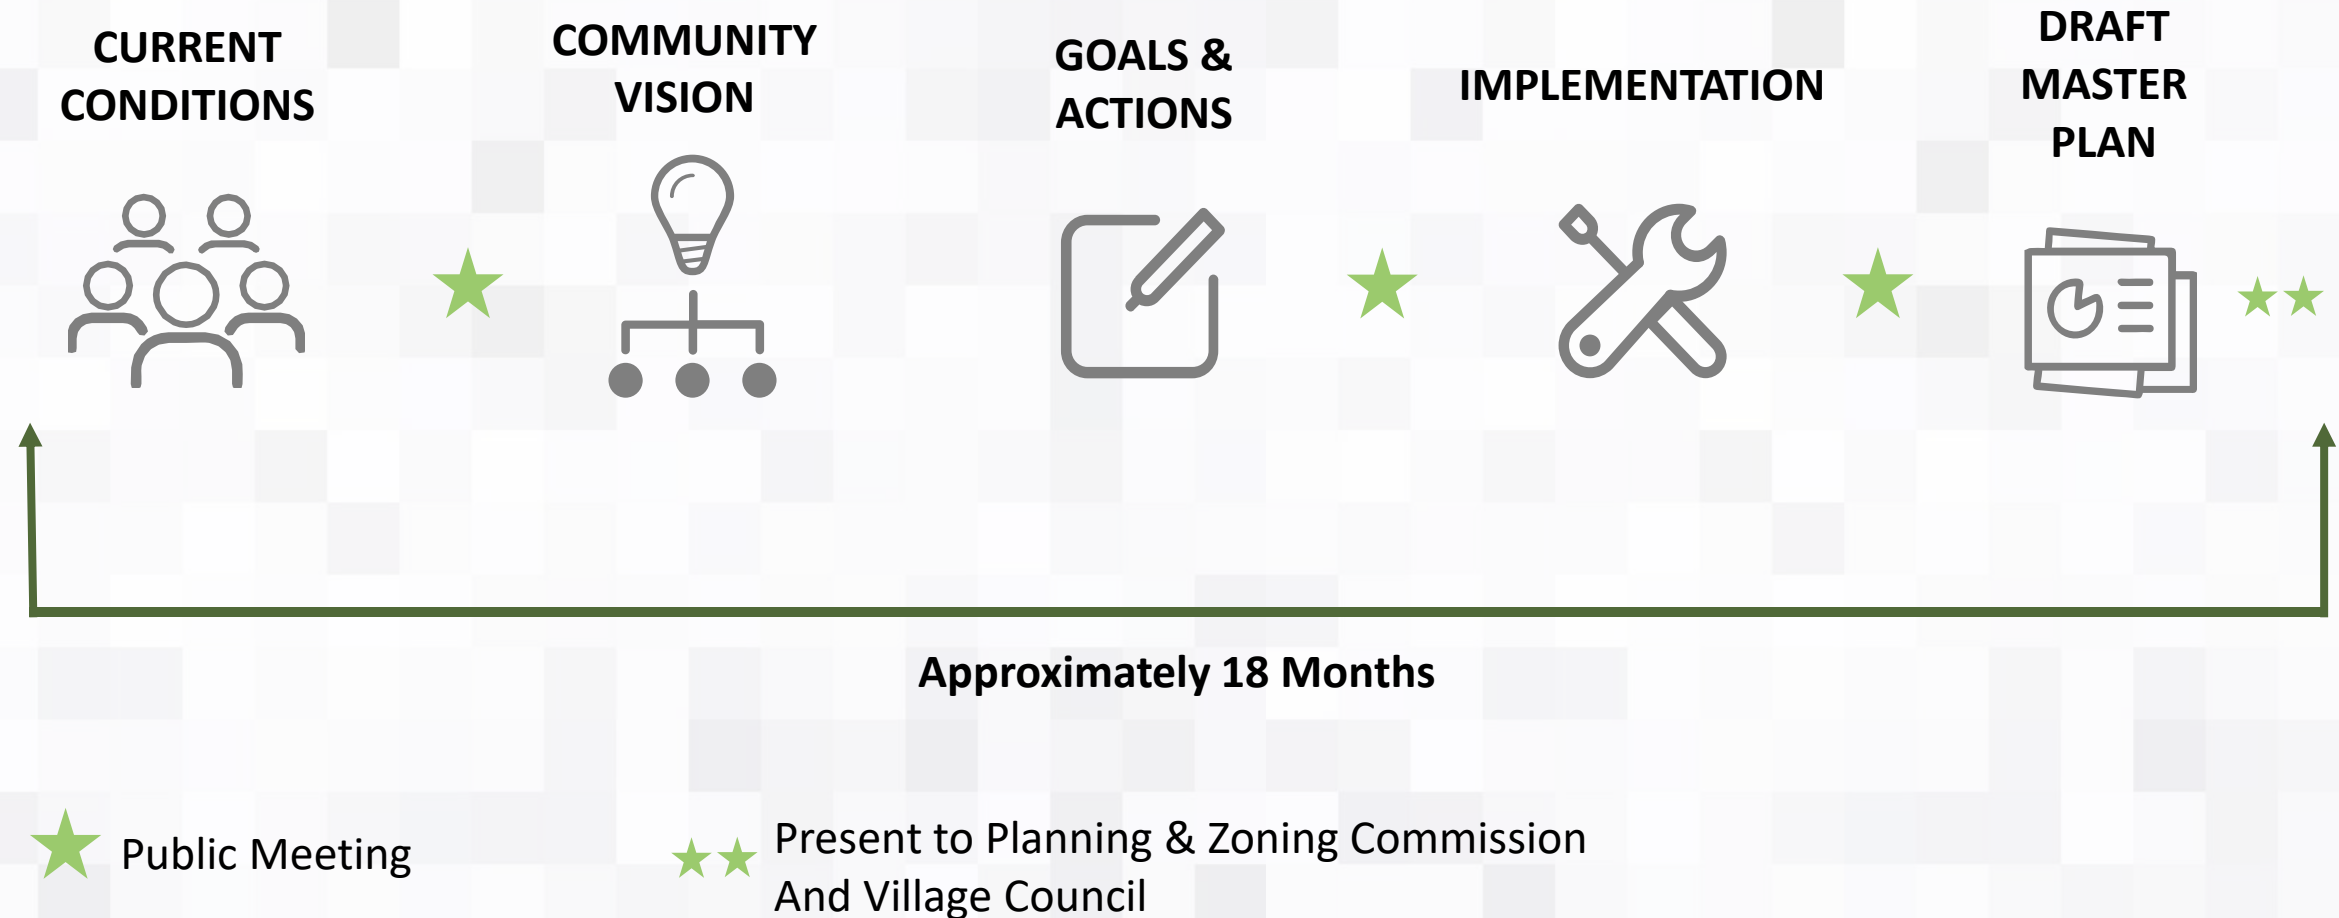 CURRENT
CONDITIONS
COMMUNITY
VISION
GOALS &
ACTIONS
IMPLEMENTATION
DRAFT
MASTER
PLAN
Approximately 18 Months
Public Meeting
Present to Planning & Zoning Commission
And Village Council